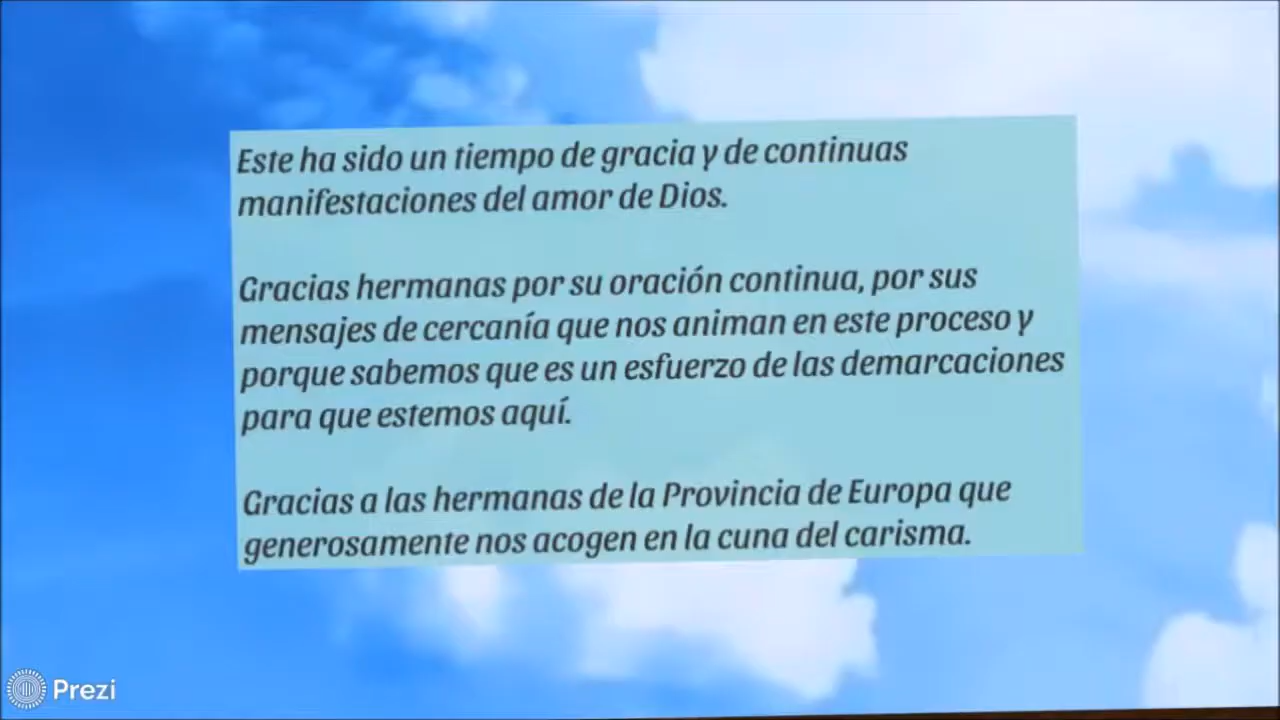 Este ha sido un tiempo de gracia y de continuas
manifestaciones del amor de Dios.
Gracias hermanas por su oración continua, por sus
mensajes de cercanía que nos animan en este proceso y
porque sabemos que es un esfuerzo de las demarcaciones
para que estemos aquí.
Gracias a las hermanas de la Provincia de Europa que
generosamente nos acogen en la cuna del carisma.
Prezi